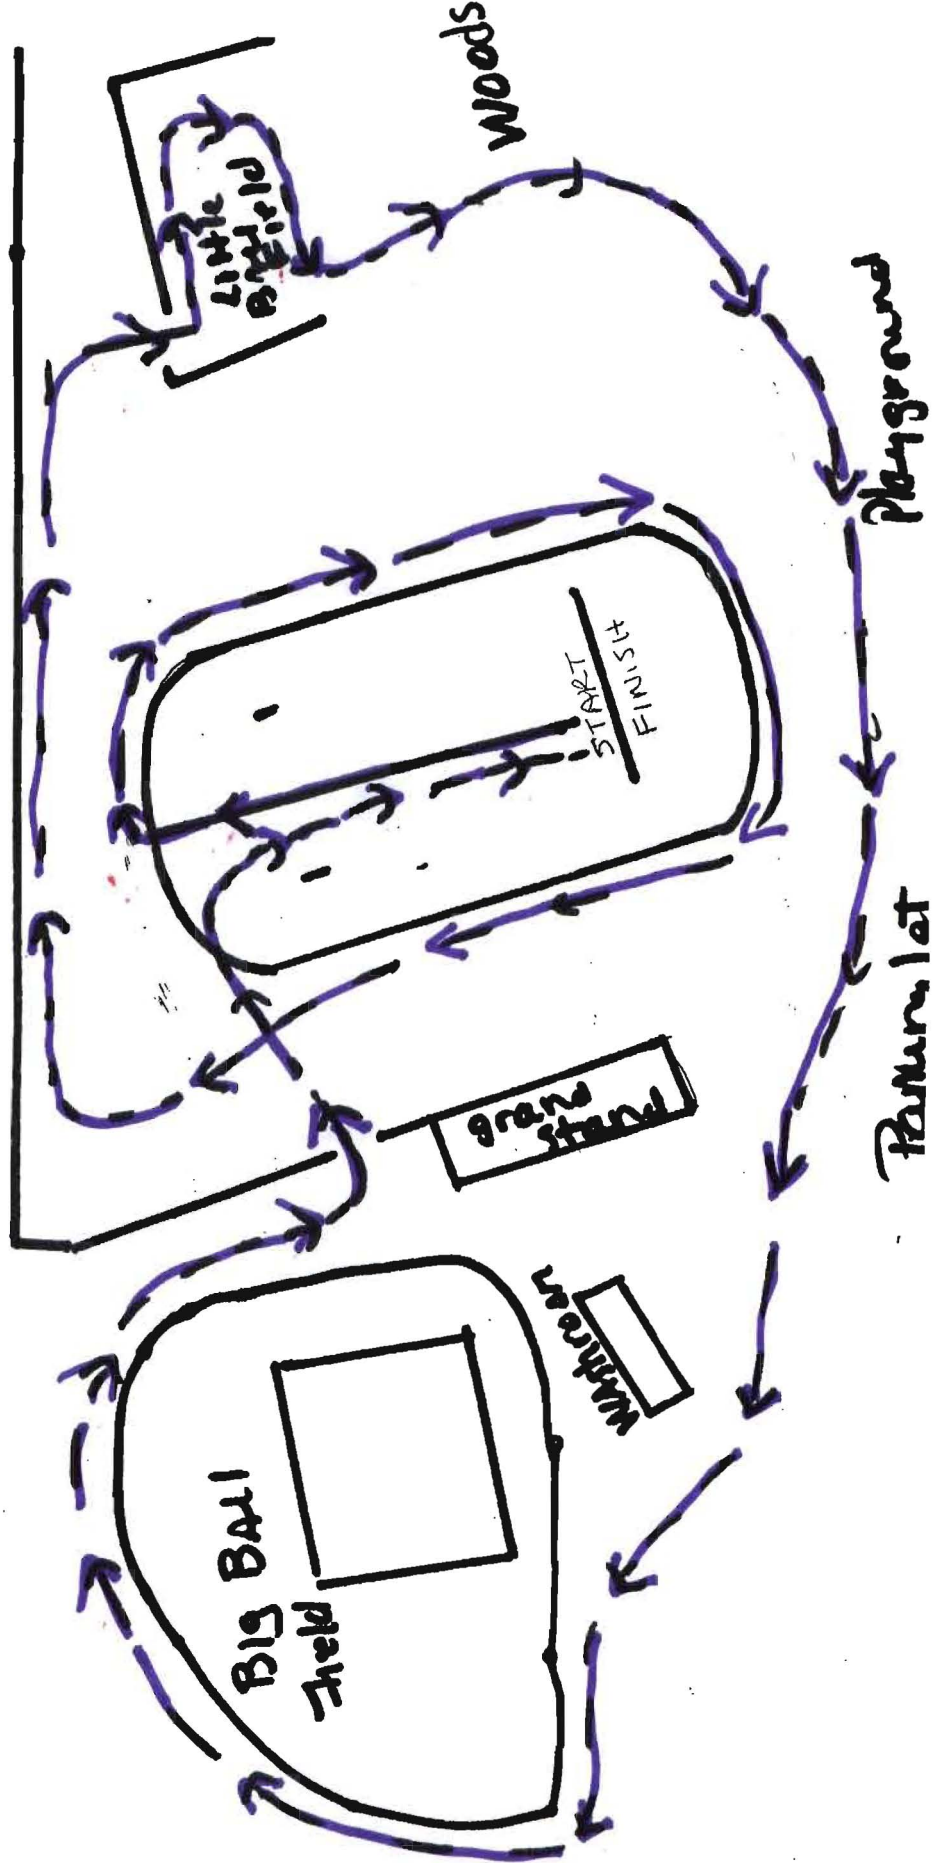 BIg BAll
Field
WAShroom
grand
stand
START
FINISH
Little
Ball
Field
Woods
Playground
Parking lot